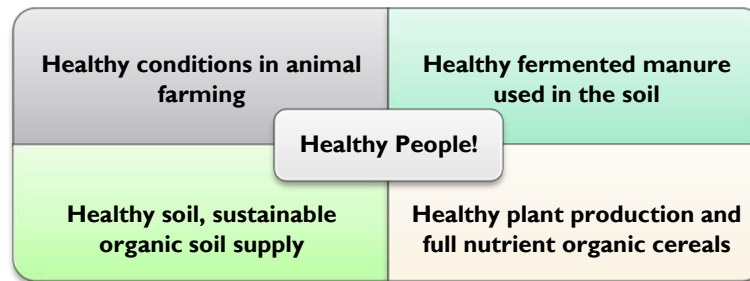 Healthy conditions in animal
farming
Healthy fermented manure
used in the soil
Healthy People!
Healthy soil, sustainable
organic soil supply
Healthy plant production and
full nutrient organic cereals